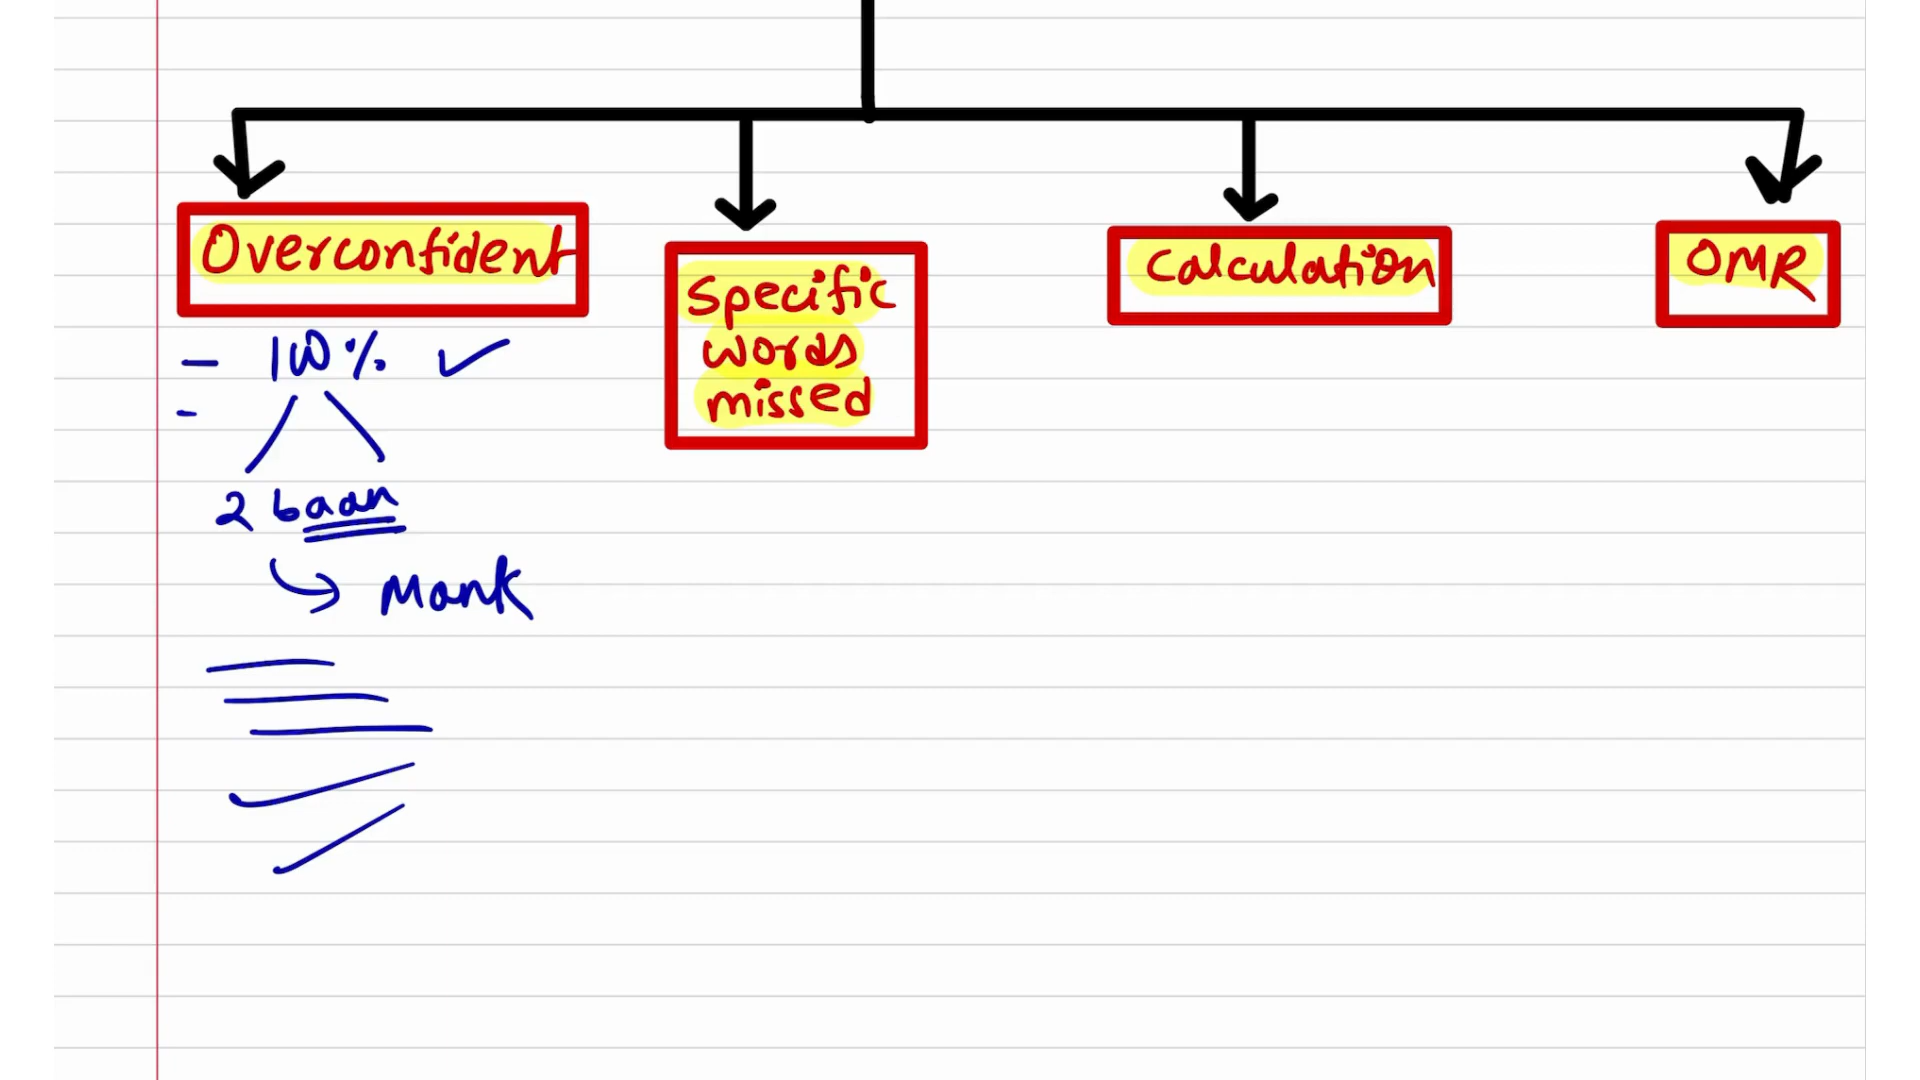 Overconfident
Specific
words
missed
Calculation
OMR
- 100% ✓
-
2 baar
Mark